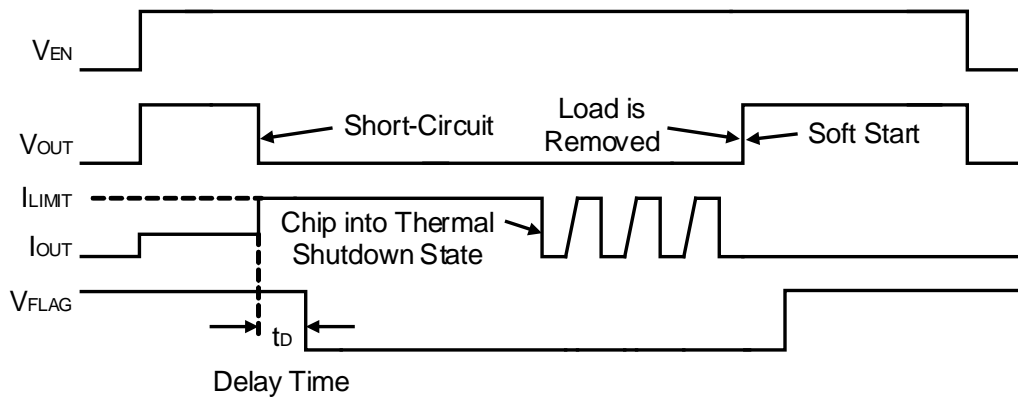 VEN
VOUT
Short-Circuit
Load is
Removed
Soft Start
ILIMIT
IOUT
Chip into Thermal
Shutdown State
VFLAG
tD
Delay Time